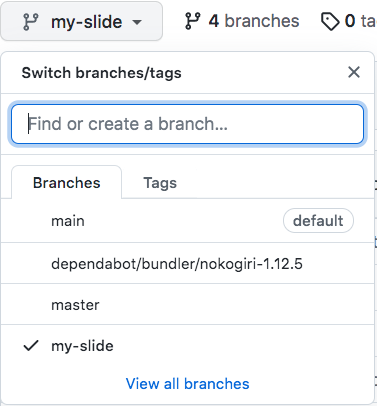 my-slide 4 branches 0 ta
Switch branches/tags
Find or create a branch...
Branches Tags
main default
dependabot/bundler/nokogiri-1.12.5
master
my-slide
View all branches